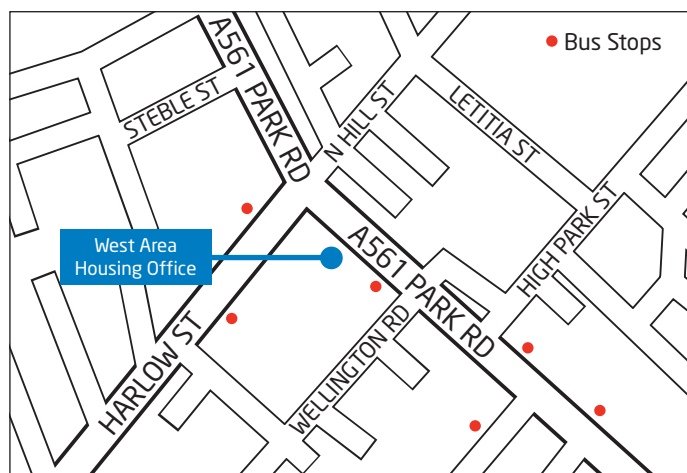 Bus Stops
A561 PARK RD
STEBLE ST
N HILL ST
LETITIA ST
HIGH PARK ST
West Area
Housing Office
A561 PARK RD
HARLOW ST
WELLINGTON RD